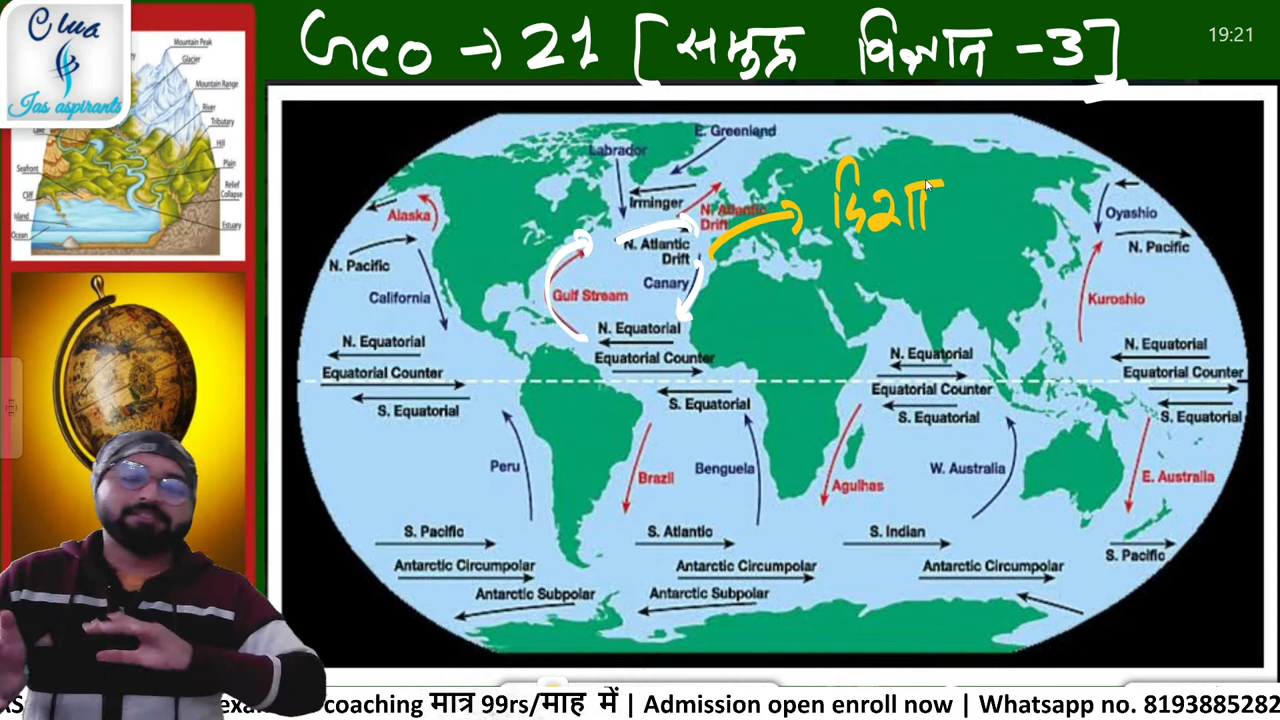 Geo → 21 [समुद्र विज्ञान -3]
19:21
Clua
Ias aspirants
Mountain Peak
Glacier
Mountain Range
River
Tributary
Hill
Plain
Relief
Collapse
Estuary
Lake
Seafront
Cliff
Island
Ocean
E. Greenland
Labrador
Irminger
N. Atlantic
Drift
दिशा
Alaska
Oyashio
N. Pacific
N. Atlantic
Drift
N. Pacific
California
Canary
Gulf Stream
Kuroshio
N. Equatorial
N. Equatorial
N. Equatorial
N. Equatorial
Equatorial Counter
Equatorial Counter
Equatorial Counter
Equatorial Counter
S. Equatorial
S. Equatorial
S. Equatorial
S. Equatorial
Peru
Brazil
Benguela
Agulhas
W. Australia
E. Australia
S. Pacific
S. Atlantic
S. Indian
S. Pacific
Antarctic Circumpolar
Antarctic Circumpolar
Antarctic Circumpolar
Antarctic Subpolar
Antarctic Subpolar
coaching मात्र 99rs/माह में | Admission open enroll now | Whatsapp no. 8193885282